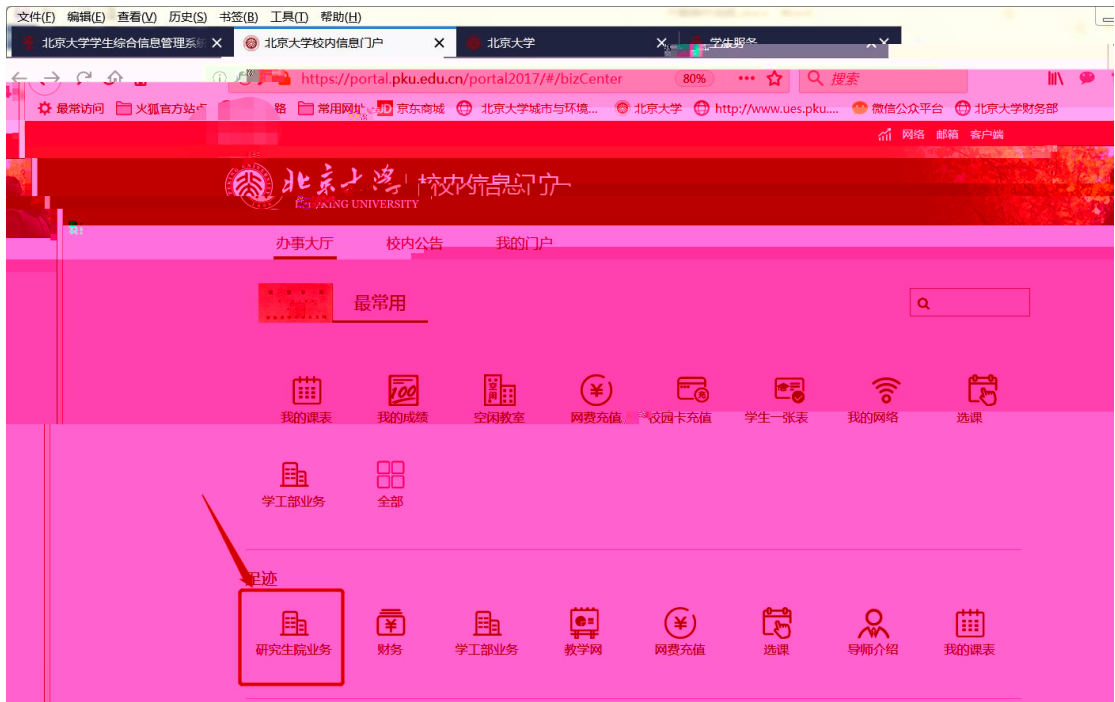 文件(F) 编辑(E) 查看(V) 历史(S) 书签(B) 工具(T) 帮助(H)
北京大学学生综合信息管理系统 北京大学校内信息门户 北京大学 学生服务
https://portal.pku.edu.cn/portal2017/#/bizCenter 80% 搜索
最常访问 火狐官方站点 常用网址 JD 京东商城 北京大学城市与环境... 北京大学 http://www.ues.pku.... 微信公众平台 北京大学财务部
网络 邮箱 客户端
北京大学 校内信息门户
PEKING UNIVERSITY
办事大厅 校内公告 我的门户
最常用
我的课表 我的成绩 空闲教室 网费充值 校园卡充值 学生一张表 我的网络 选课
学工部业务 全部
足迹
研究生院业务 财务 学工部业务 教学网 网费充值 选课 导师介绍 我的课表